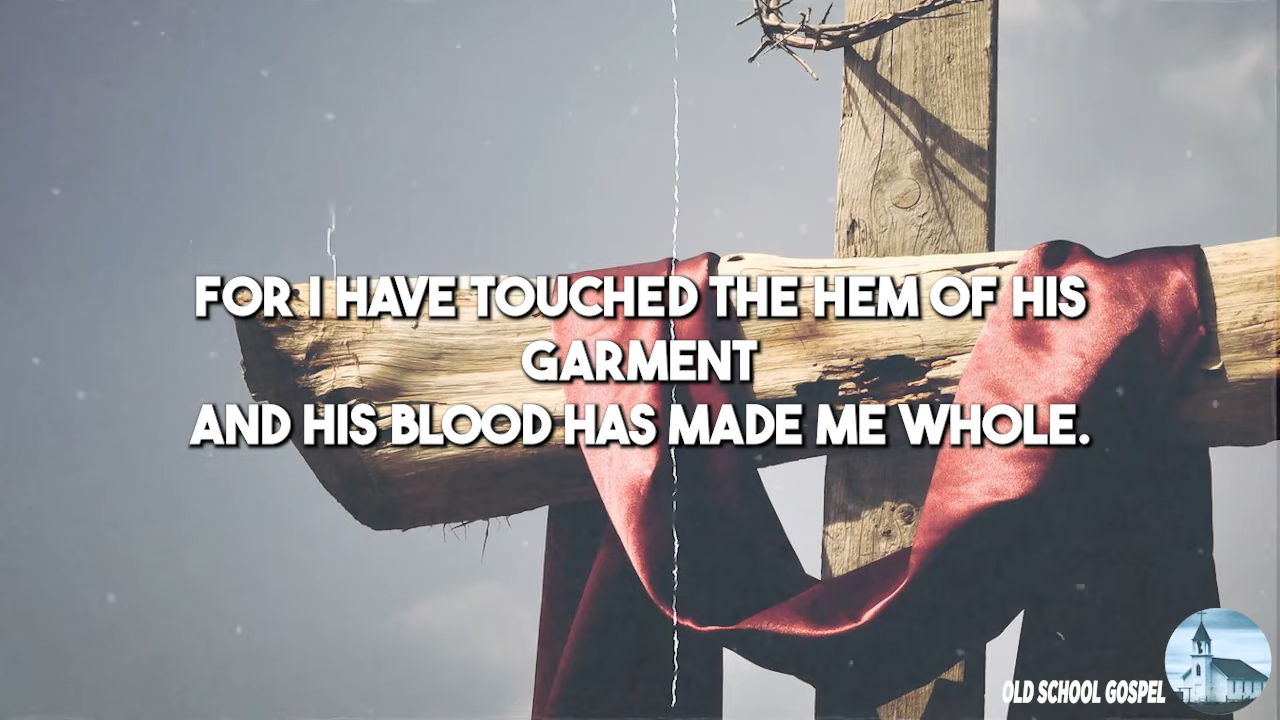 FOR I HAVE TOUCHED THE HEM OF HIS
GARMENT
AND HIS BLOOD HAS MADE ME WHOLE.
OLD SCHOOL GOSPEL